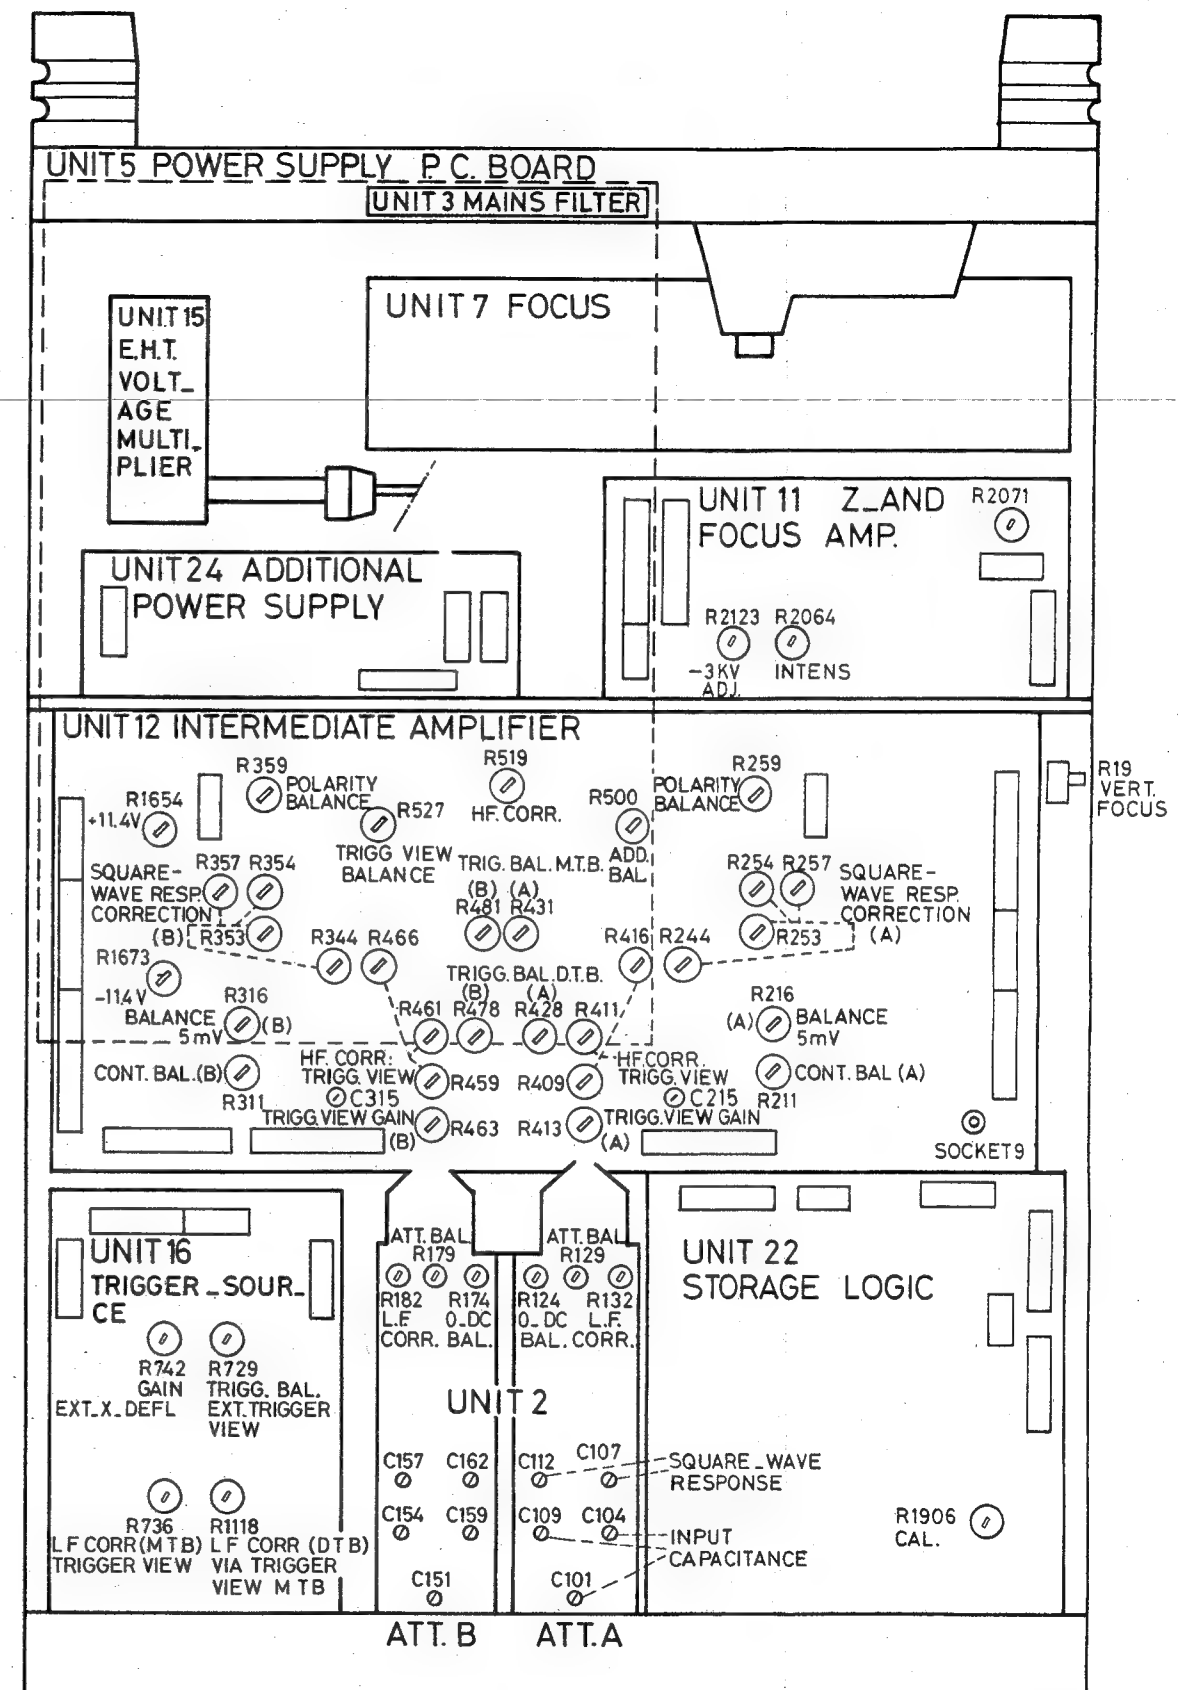 UNIT5 POWER SUPPLY P.C. BOARD
UNIT 3 MAINS FILTER
UNIT 7 FOCUS
UNIT15
E.H.T.
VOLT_
AGE
MULTI_
PLIER
UNIT 11 Z_AND
FOCUS AMP.
R2071
R2123 R2064
-3KV
ADJ.
INTENS
UNIT24 ADDITIONAL
POWER SUPPLY
UNIT12 INTERMEDIATE AMPLIFIER
R359
POLARITY
BALANCE
R519
HF. CORR.
R259
POLARITY
BALANCE
R19
VERT.
FOCUS
R1654
+11.4V
R527
TRIGG VIEW
BALANCE
R500
ADD.
BAL.
R357 R354
SQUARE-
WAVE RESP.
CORRECTION
(B)
R353
TRIG. BAL. M.T.B.
(B) (A)
R481 R431
R254 R257
SQUARE-
WAVE RESP.
CORRECTION
(A)
R253
R344 R466
R416 R244
R1673
-11.4V
TRIGG. BAL. D.T.B.
(B) (A)
R461 R478 R428 R411
R316
BALANCE
5mV
(B)
R216
(A)
BALANCE
5mV
CONT. BAL.(B)
R311
HF. CORR:
TRIGG. VIEW
R459 R409
HF. CORR.
TRIGG. VIEW
CONT. BAL (A)
R211
C315
C215
TRIGG. VIEW GAIN
(B)
R463 R413
TRIGG. VIEW GAIN
(A)
SOCKET9
UNIT 16
TRIGGER_SOUR_
CE
R742
GAIN
EXT_X_DEFL
R729
TRIGG. BAL.
EXT.TRIGGER
VIEW
R736
LF CORR(MTB)
TRIGGER VIEW
R1118
LF CORR (DTB)
VIA TRIGGER
VIEW MTB
ATT. BAL
R179
R182
L.F.
CORR.
R174
0_DC
BAL.
ATT. BAL
R129
R124
0_DC
BAL.
R132
L.F.
CORR.
UNIT 2
C157 C162 C112 C107
SQUARE_WAVE
RESPONSE
C154 C159 C109 C104
INPUT
CAPACITANCE
C151 C101
ATT. B ATT. A
UNIT 22
STORAGE LOGIC
R1906
CAL.